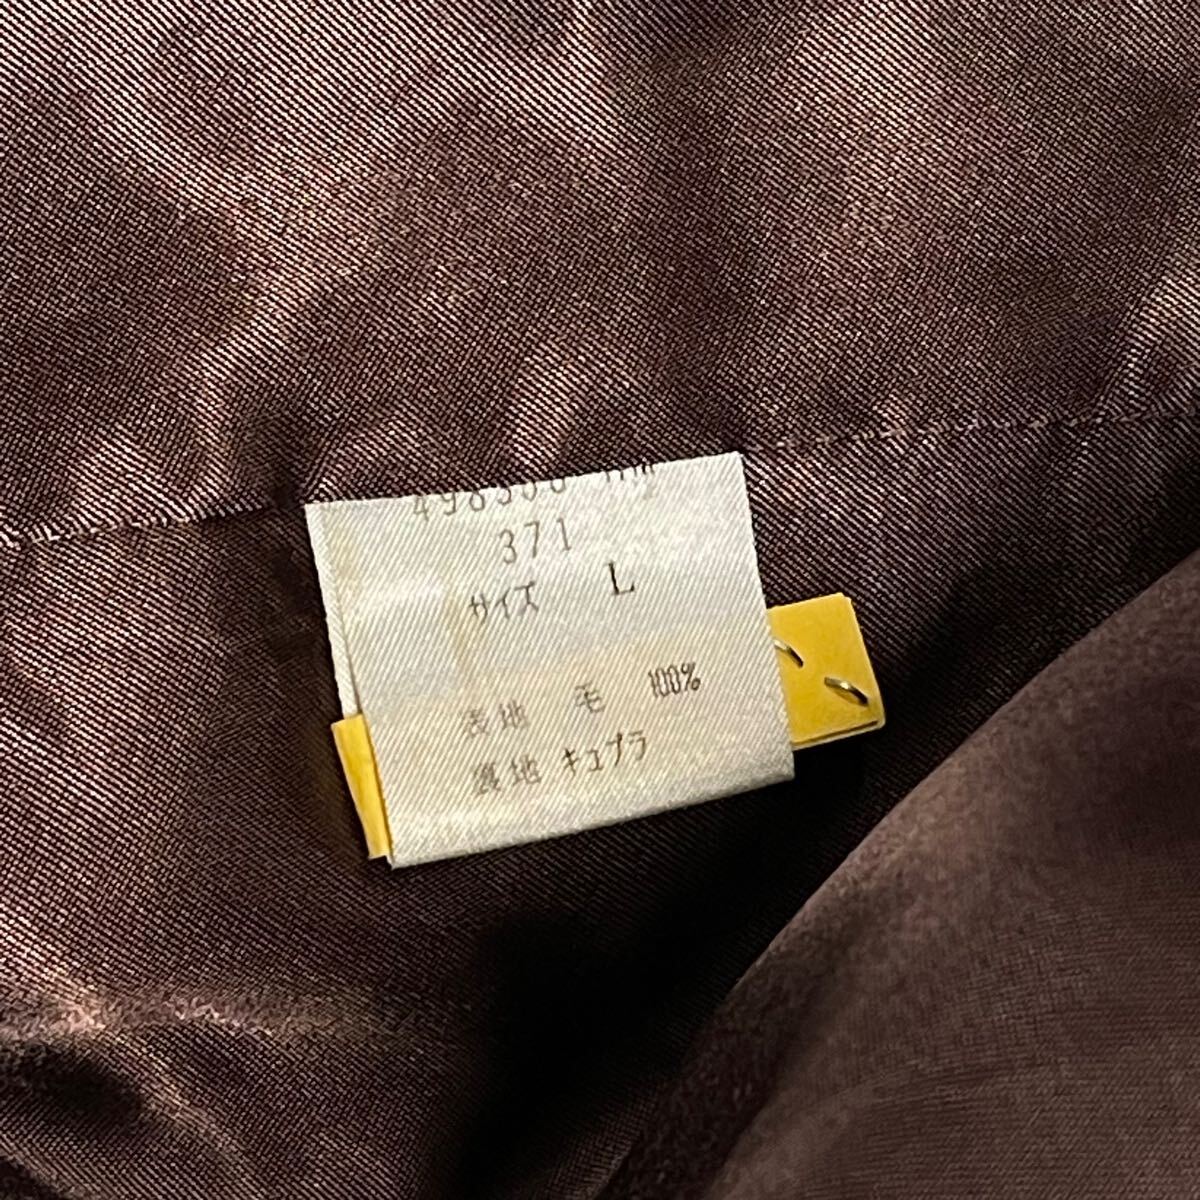 371
サイズ L
表地 毛 100%
裏地 キュプラ